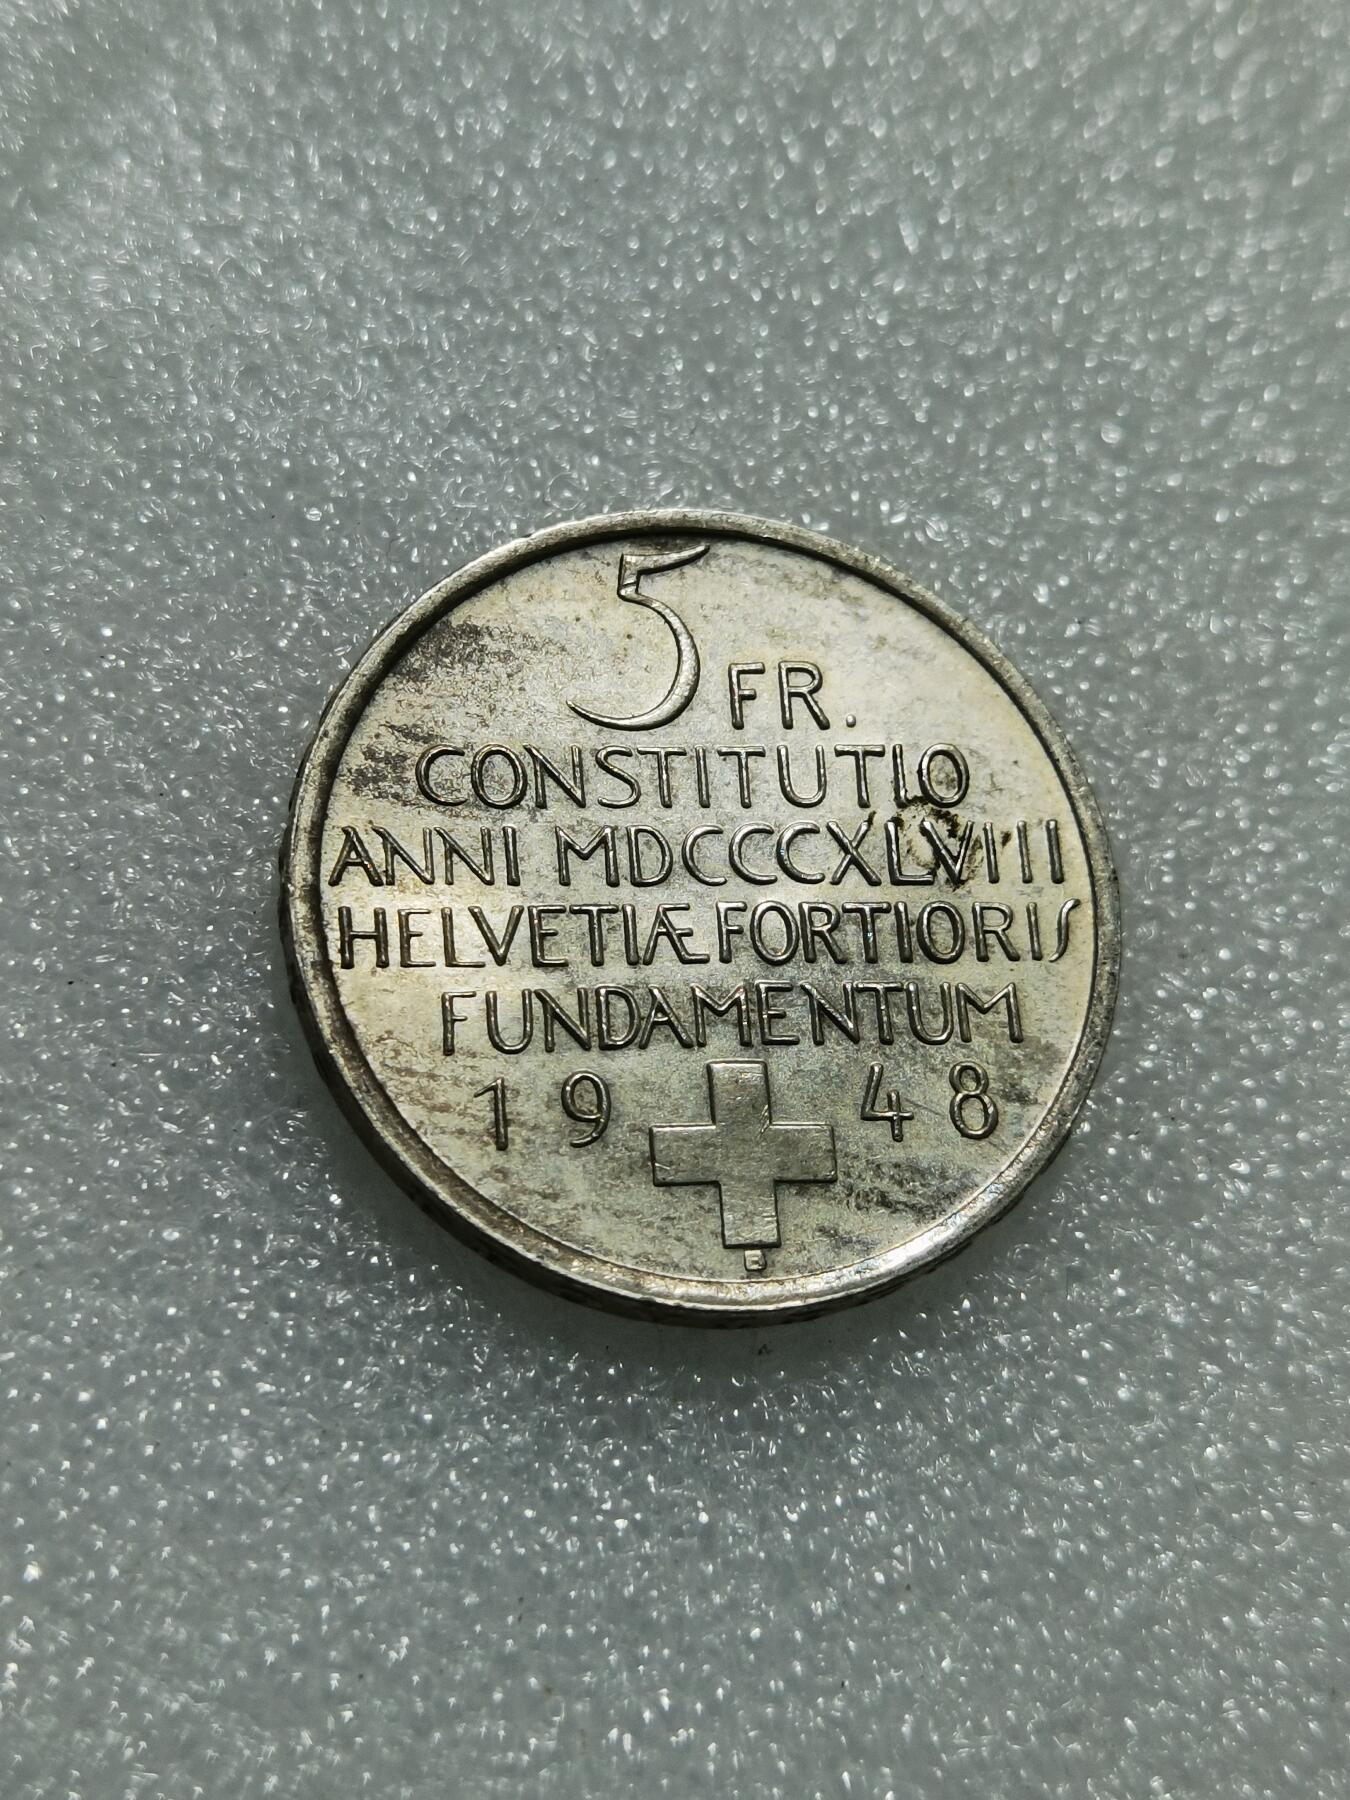 5 FR.
CONSTITUTIO
ANNI MDCCCXLVIII
HELVETIÆ FORTIORIS
FUNDAMENTUM
19 48
B